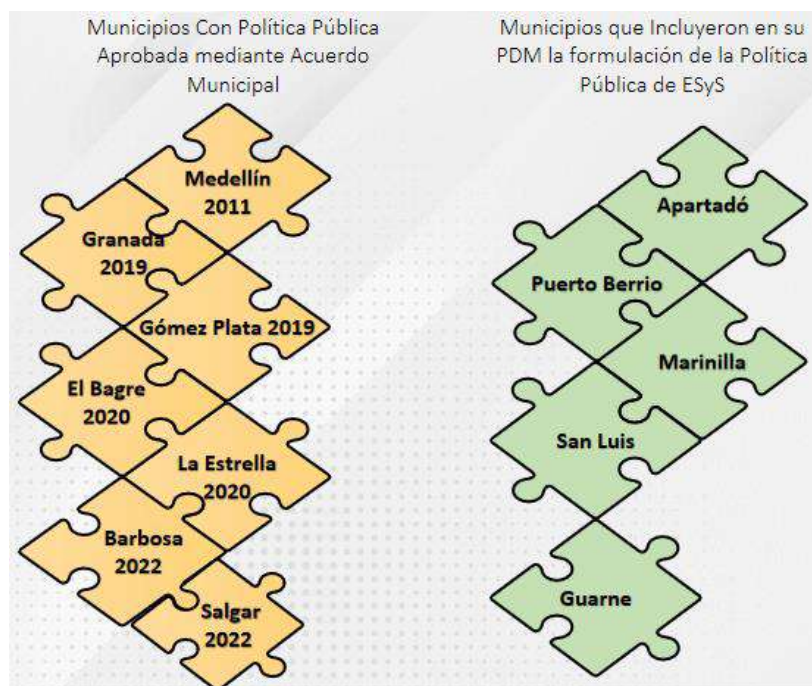 Municipios Con Política Pública
Aprobada mediante Acuerdo
Municipal
Medellín
2011
Granada
2019
Gómez Plata 2019
El Bagre
2020
La Estrella
2020
Barbosa
2022
Salgar
2022
Municipios que Incluyeron en su
PDM la formulación de la Política
Pública de ESyS
Apartadó
Puerto Berrio
Marinilla
San Luis
Guarne